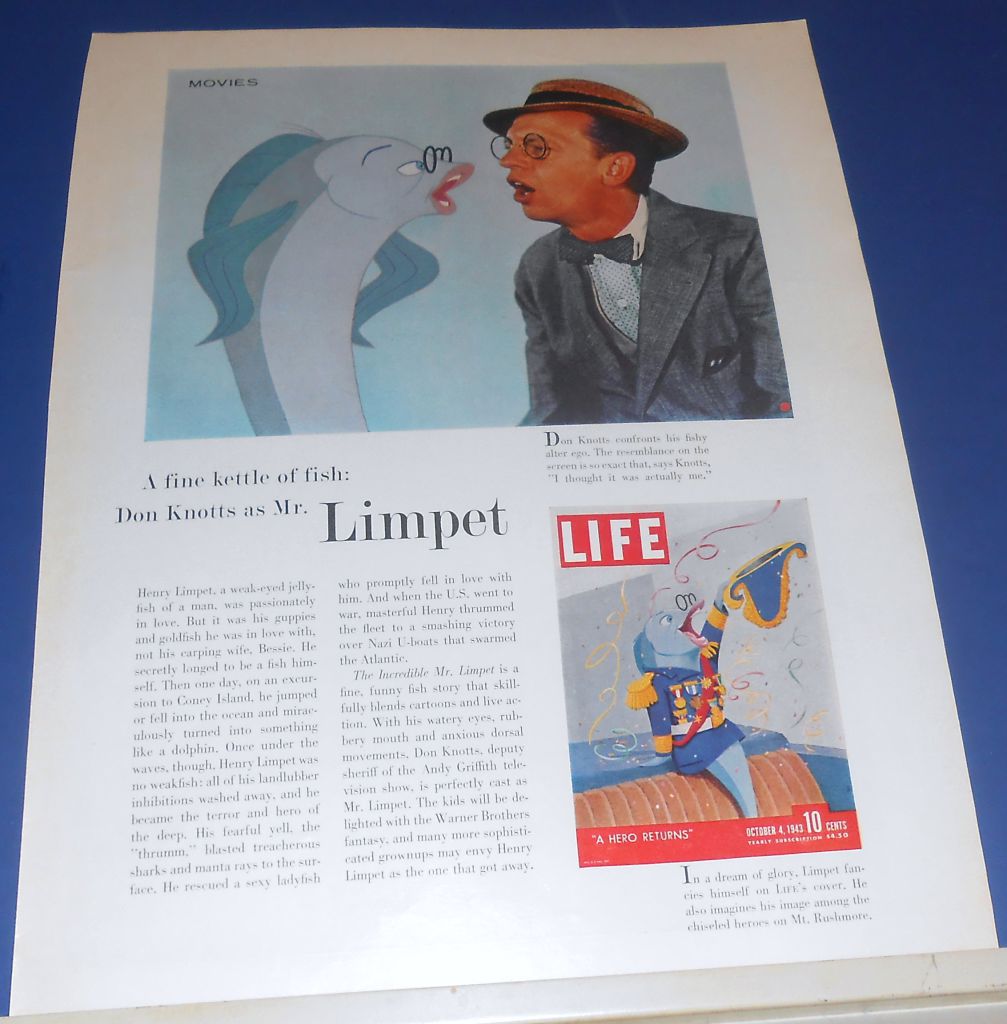 MOVIES
Don Knotts confronts his fishy
alter ego. The resemblance on the
screen is so exact that, says Knotts,
"I thought it was actually me."
A fine kettle of fish:
Don Knotts as Mr. Limpet
Henry Limpet, a weak-eyed jelly-
fish of a man, was passionately
in love. But it was his guppies
and goldfish he was in love with,
not his carping wife, Bessie. He
secretly longed to be a fish him-
self. Then one day, on an excur-
sion to Coney Island, he jumped
or fell into the ocean and mirac-
ulously turned into something
like a dolphin. Once under the
waves, though, Henry Limpet was
no weakfish: all of his landlubber
inhibitions washed away, and he
became the terror and hero of
the deep. His fearful yell, the
"thrumm," blasted treacherous
sharks and manta rays to the sur-
face. He rescued a sexy ladyfish
who promptly fell in love with
him. And when the U.S. went to
war, masterful Henry thrummed
the fleet to a smashing victory
over Nazi U-boats that swarmed
the Atlantic.
The Incredible Mr. Limpet is a
fine, funny fish story that skill-
fully blends cartoons and live ac-
tion. With his watery eyes, rub-
bery mouth and anxious dorsal
movements, Don Knotts, deputy
sheriff of the Andy Griffith tele-
vision show, is perfectly cast as
Mr. Limpet. The kids will be de-
lighted with the Warner Brothers
fantasy, and many more sophisti-
cated grownups may envy Henry
Limpet as the one that got away.
LIFE
"A HERO RETURNS"
OCTOBER 4, 1943 10 CENTS
YEARLY SUBSCRIPTION $4.50
In a dream of glory, Limpet fan-
cies himself on LIFE's cover. He
also imagines his image among the
chiseled heroes on Mt. Rushmore.